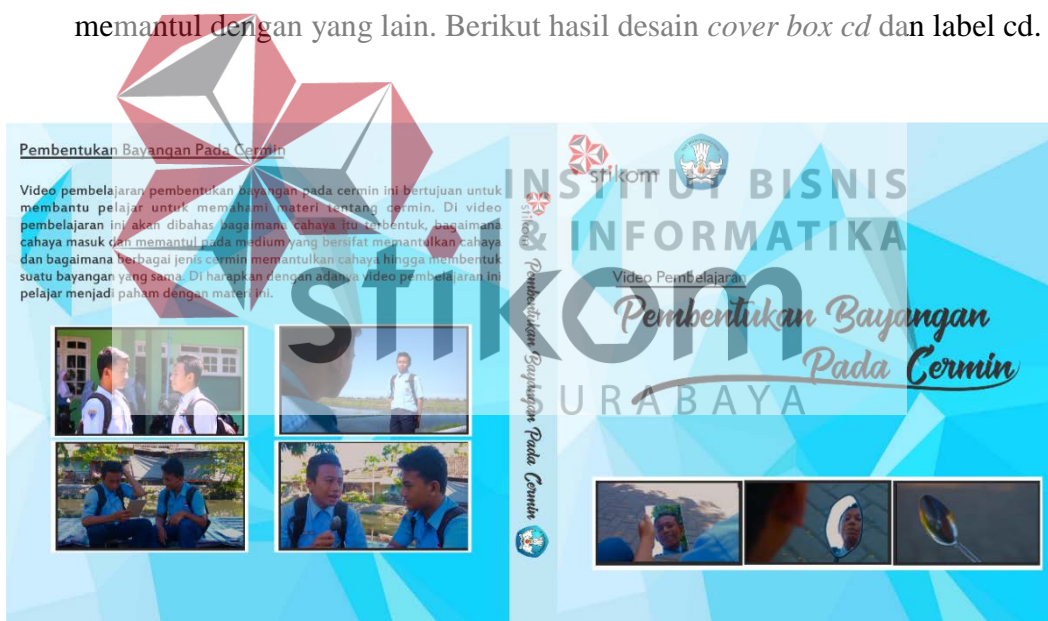 memantul dengan yang lain. Berikut hasil desain cover box cd dan label cd.
Pembentukan Bayangan Pada Cermin
Video pembelajaran pembentukan bayangan pada cermin ini bertujuan untuk
membantu pelajar untuk memahami materi tentang cermin. Di video
pembelajaran ini akan dibahas bagaimana cahaya itu terbentuk, bagaimana
cahaya masuk dan memantul pada medium yang bersifat memantulkan cahaya
dan bagaimana berbagai jenis cermin memantulkan cahaya hingga membentuk
suatu bayangan yang sama. Di harapkan dengan adanya video pembelajaran ini
pelajar menjadi paham dengan materi ini.
stikom
Pembentukan Bayangan Pada Cermin
stikom
Video Pembelajaran
Pembentukan Bayangan
Pada Cermin
INSTITUT BISNIS
& INFORMATIKA
stikom
SURABAYA